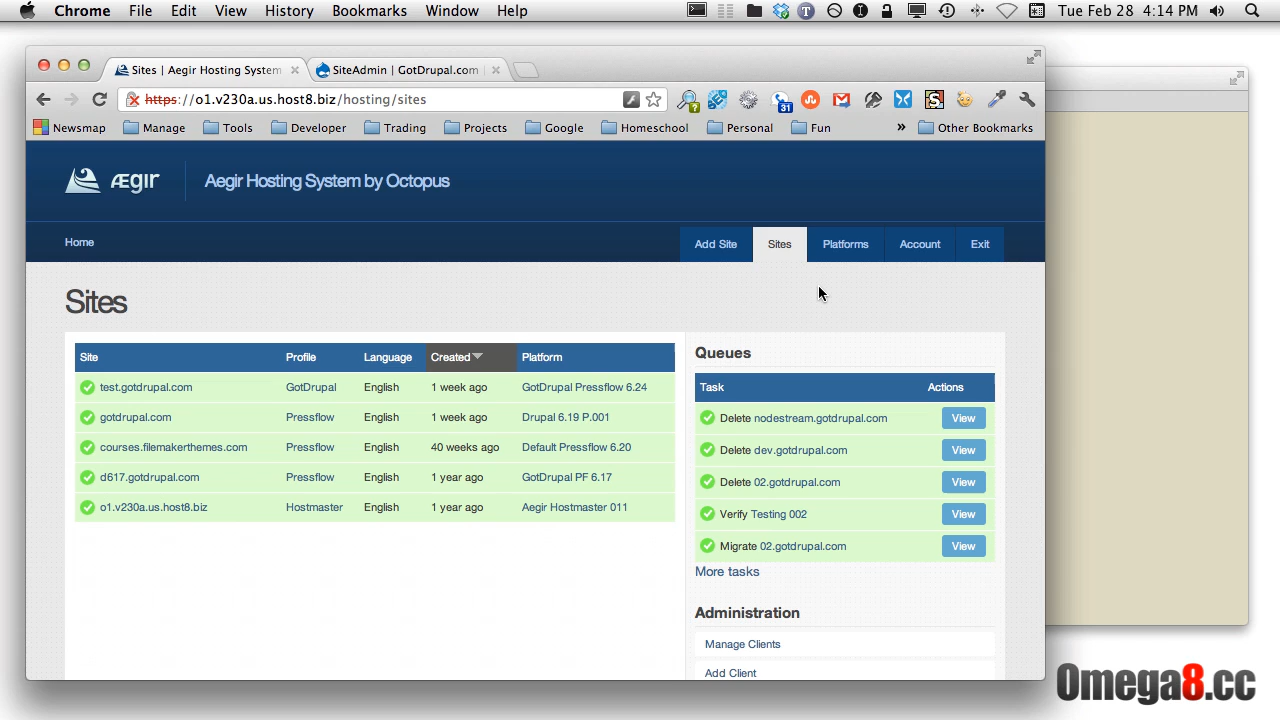 Chrome File Edit View History Bookmarks Window Help Tue Feb 28 4:14 PM
Sites | Aegir Hosting System SiteAdmin | GotDrupal.com
https://o1.v230a.us.host8.biz/hosting/sites
Newsmap Manage Tools Developer Trading Projects Google Homeschool Personal Fun » Other Bookmarks
ÆGIR Aegir Hosting System by Octopus
Home Add Site Sites Platforms Account Exit
Sites
Site Profile Language Created Platform
test.gotdrupal.com GotDrupal English 1 week ago GotDrupal Pressflow 6.24
gotdrupal.com Pressflow English 1 week ago Drupal 6.19 P.001
courses.filemakerthemes.com Pressflow English 40 weeks ago Default Pressflow 6.20
d617.gotdrupal.com Pressflow English 1 year ago GotDrupal PF 6.17
o1.v230a.us.host8.biz Hostmaster English 1 year ago Aegir Hostmaster 011
Queues
Task Actions
Delete nodestream.gotdrupal.com View
Delete dev.gotdrupal.com View
Delete 02.gotdrupal.com View
Verify Testing 002 View
Migrate 02.gotdrupal.com View
More tasks
Administration
Manage Clients
Add Client
Omega8.cc